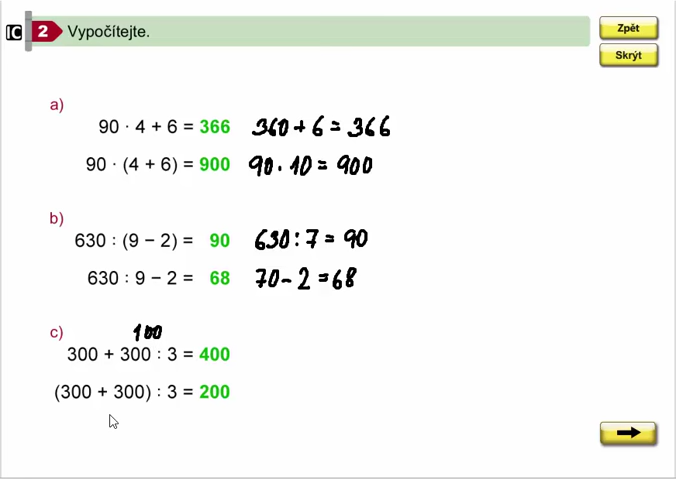 IC 2 Vypočítejte. Zpět
Skrýt
a)
90 · 4 + 6 = 366 360 + 6 = 366
90 · (4 + 6) = 900 90 · 10 = 900
b)
630 : (9 − 2) = 90 630 : 7 = 90
630 : 9 − 2 = 68 70 − 2 = 68
c) 100
300 + 300 : 3 = 400
(300 + 300) : 3 = 200